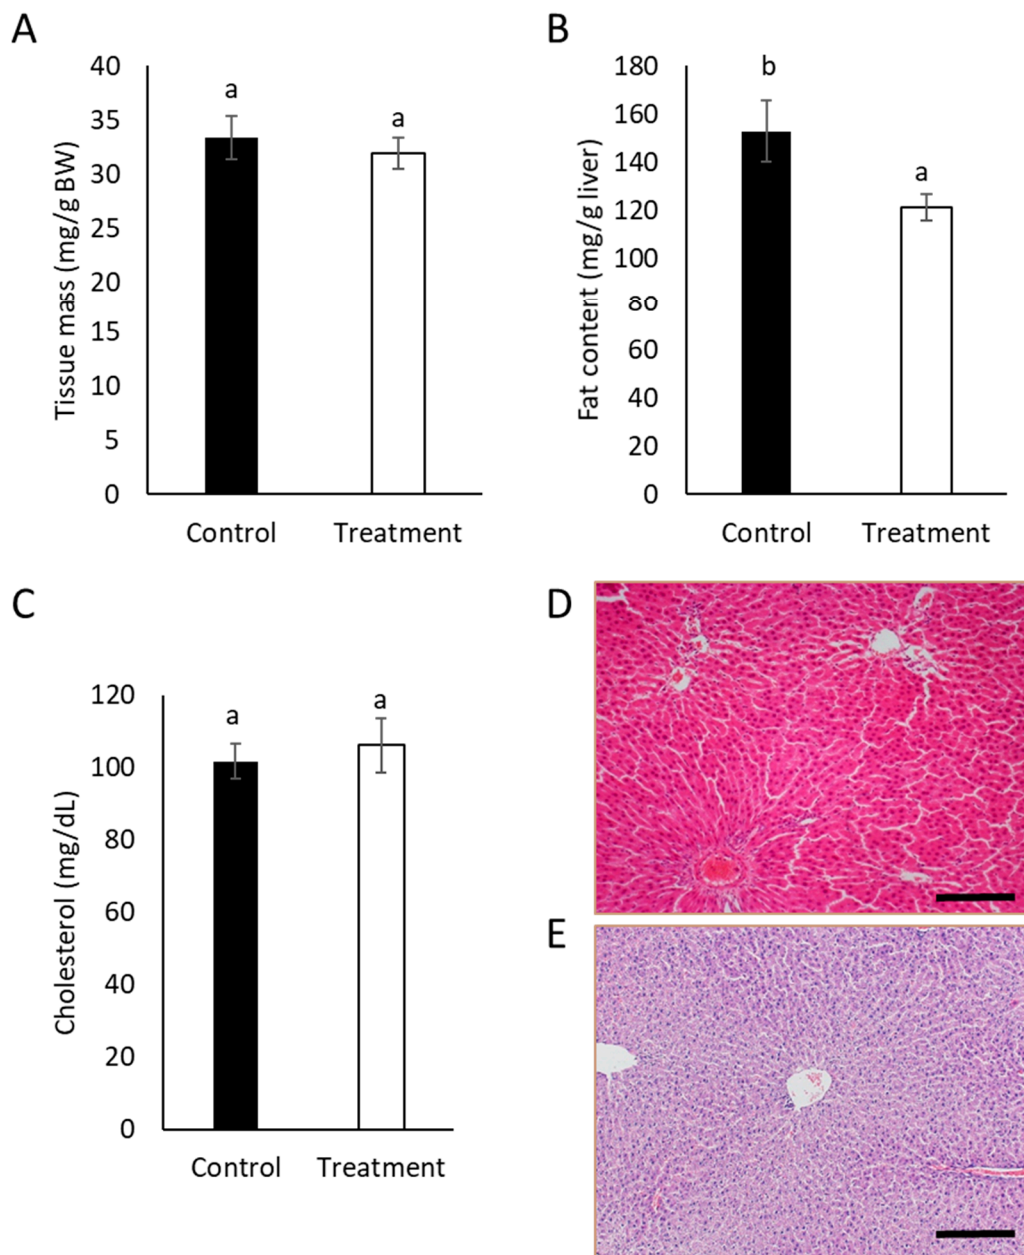 A
Tissue mass (mg/g BW)
40
35
30
25
20
15
10
5
0
a
a
Control
Treatment
B
Fat content (mg/g liver)
180
160
140
120
100
80
60
40
20
0
b
a
Control
Treatment
C
Cholesterol (mg/dL)
120
100
80
60
40
20
0
a
a
Control
Treatment
D
E